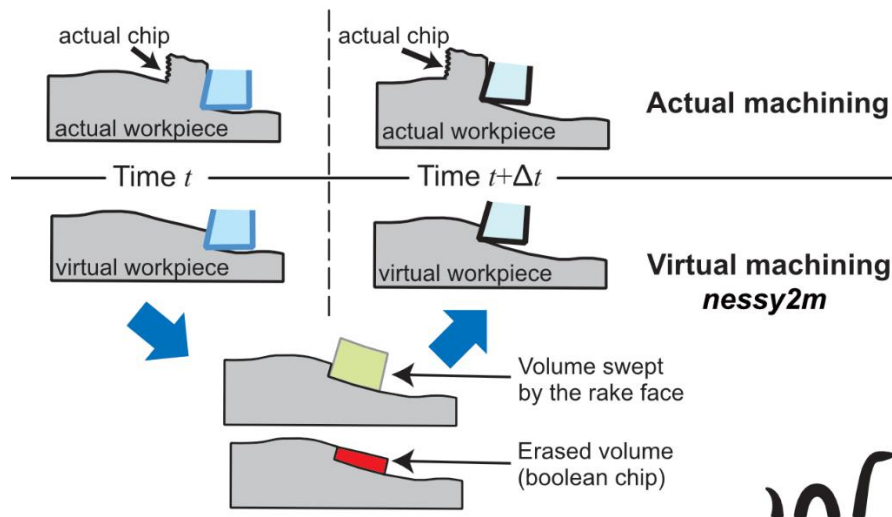 actual chip
actual workpiece
actual chip
actual workpiece
Actual machining
Time t
Time t+Δt
virtual workpiece
virtual workpiece
Virtual machining
nessy2m
Volume swept
by the rake face
Erased volume
(boolean chip)